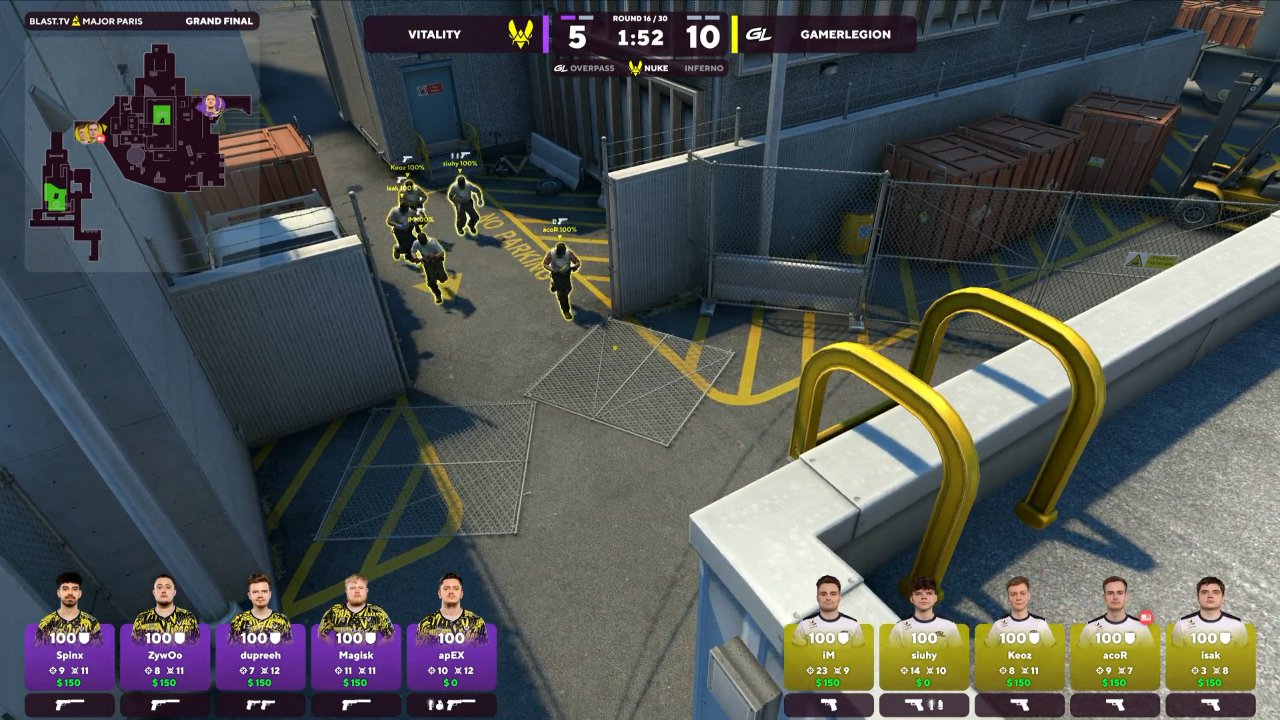 BLAST.TV MAJOR PARIS GRAND FINAL
VITALITY 5 ROUND 16 / 30 1:52 10 GL GAMERLEGION
GL OVERPASS NUKE INFERNO
A
B
Keoz 100%
siuhy 100%
isak 100%
iM 100%
acoR 100%
NO PARKING
100 100 100 100 100 100 100 100 100 100
Spinx ZywOo dupreeh Magisk apEX iM siuhy Keoz acoR isak
9 11 8 11 7 12 11 11 10 12 23 9 14 10 8 11 9 7 3 8
$150 $150 $150 $150 $0 $150 $0 $150 $150 $150